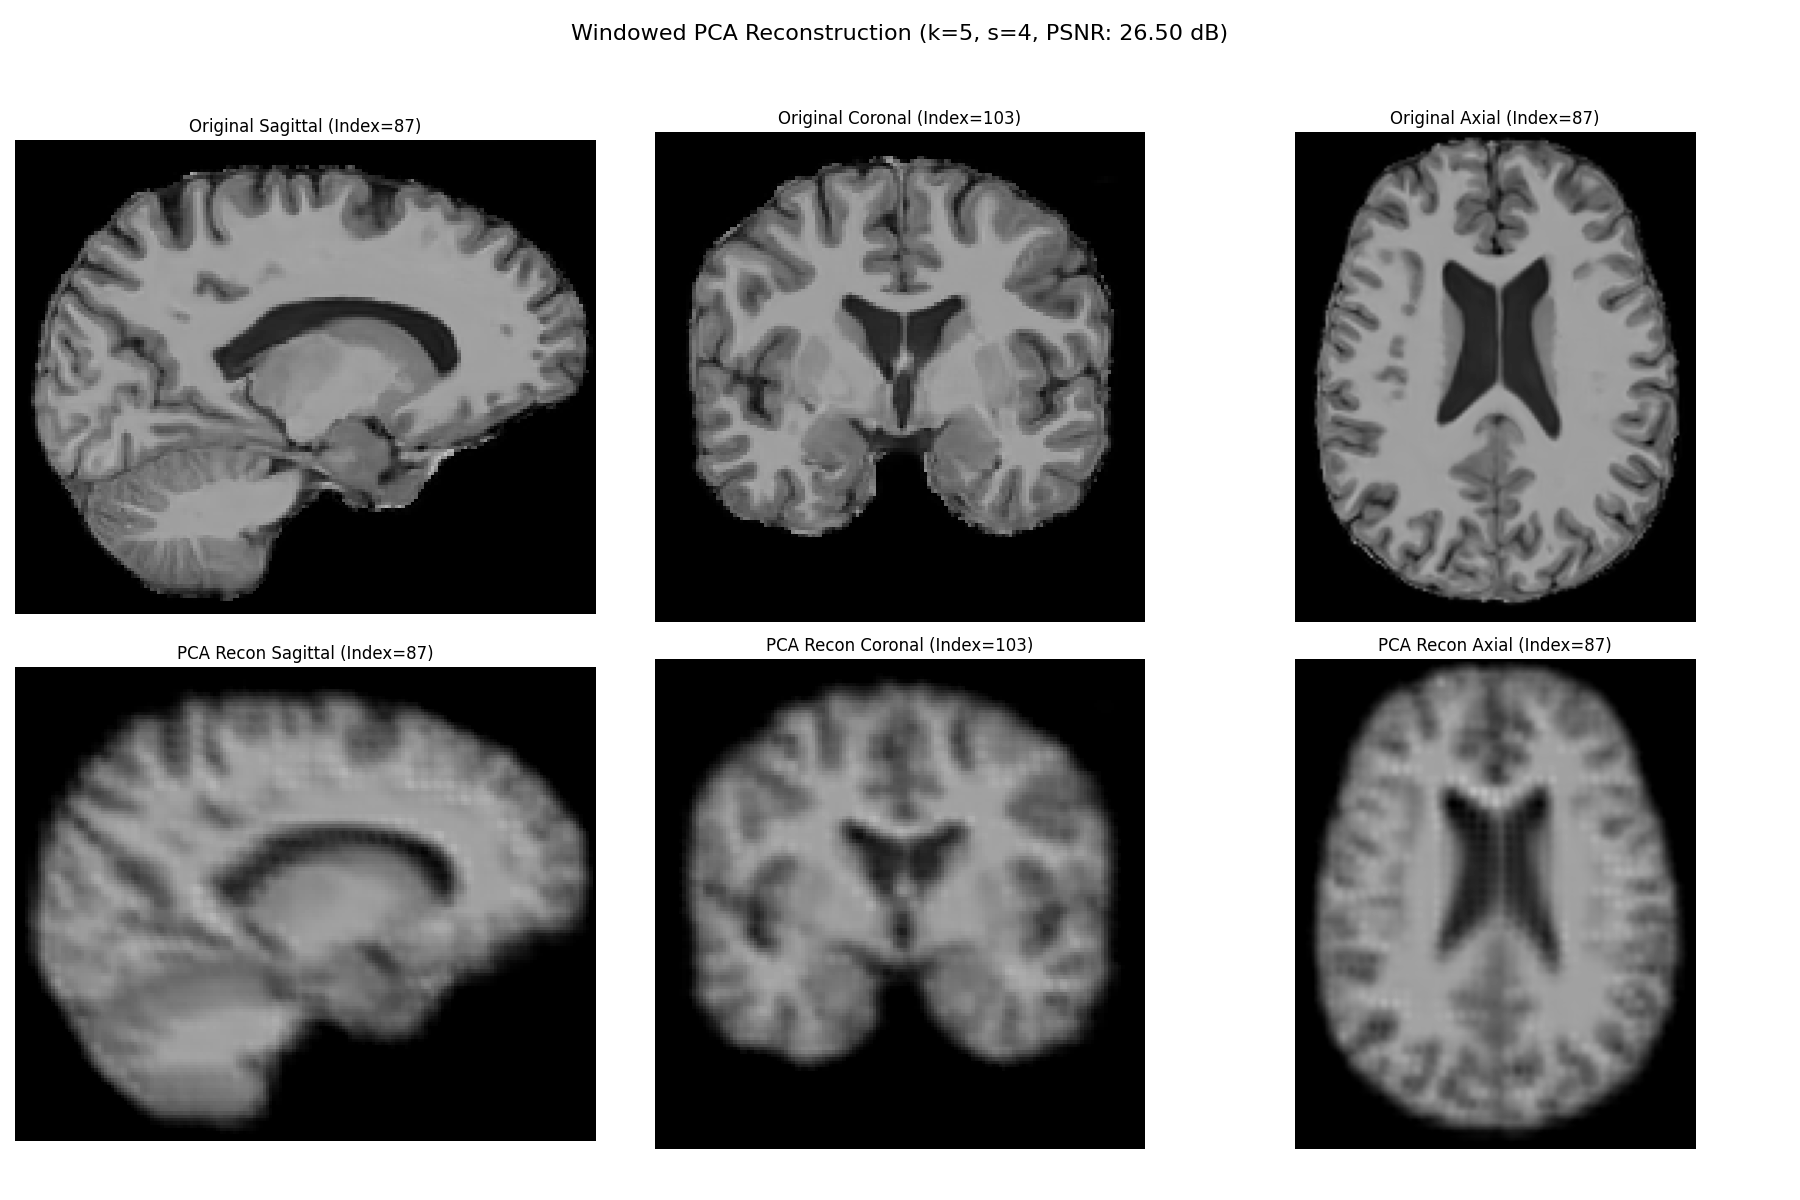 Windowed PCA Reconstruction (k=5, s=4, PSNR: 26.50 dB)
Original Sagittal (Index=87)
Original Coronal (Index=103)
Original Axial (Index=87)
PCA Recon Sagittal (Index=87)
PCA Recon Coronal (Index=103)
PCA Recon Axial (Index=87)